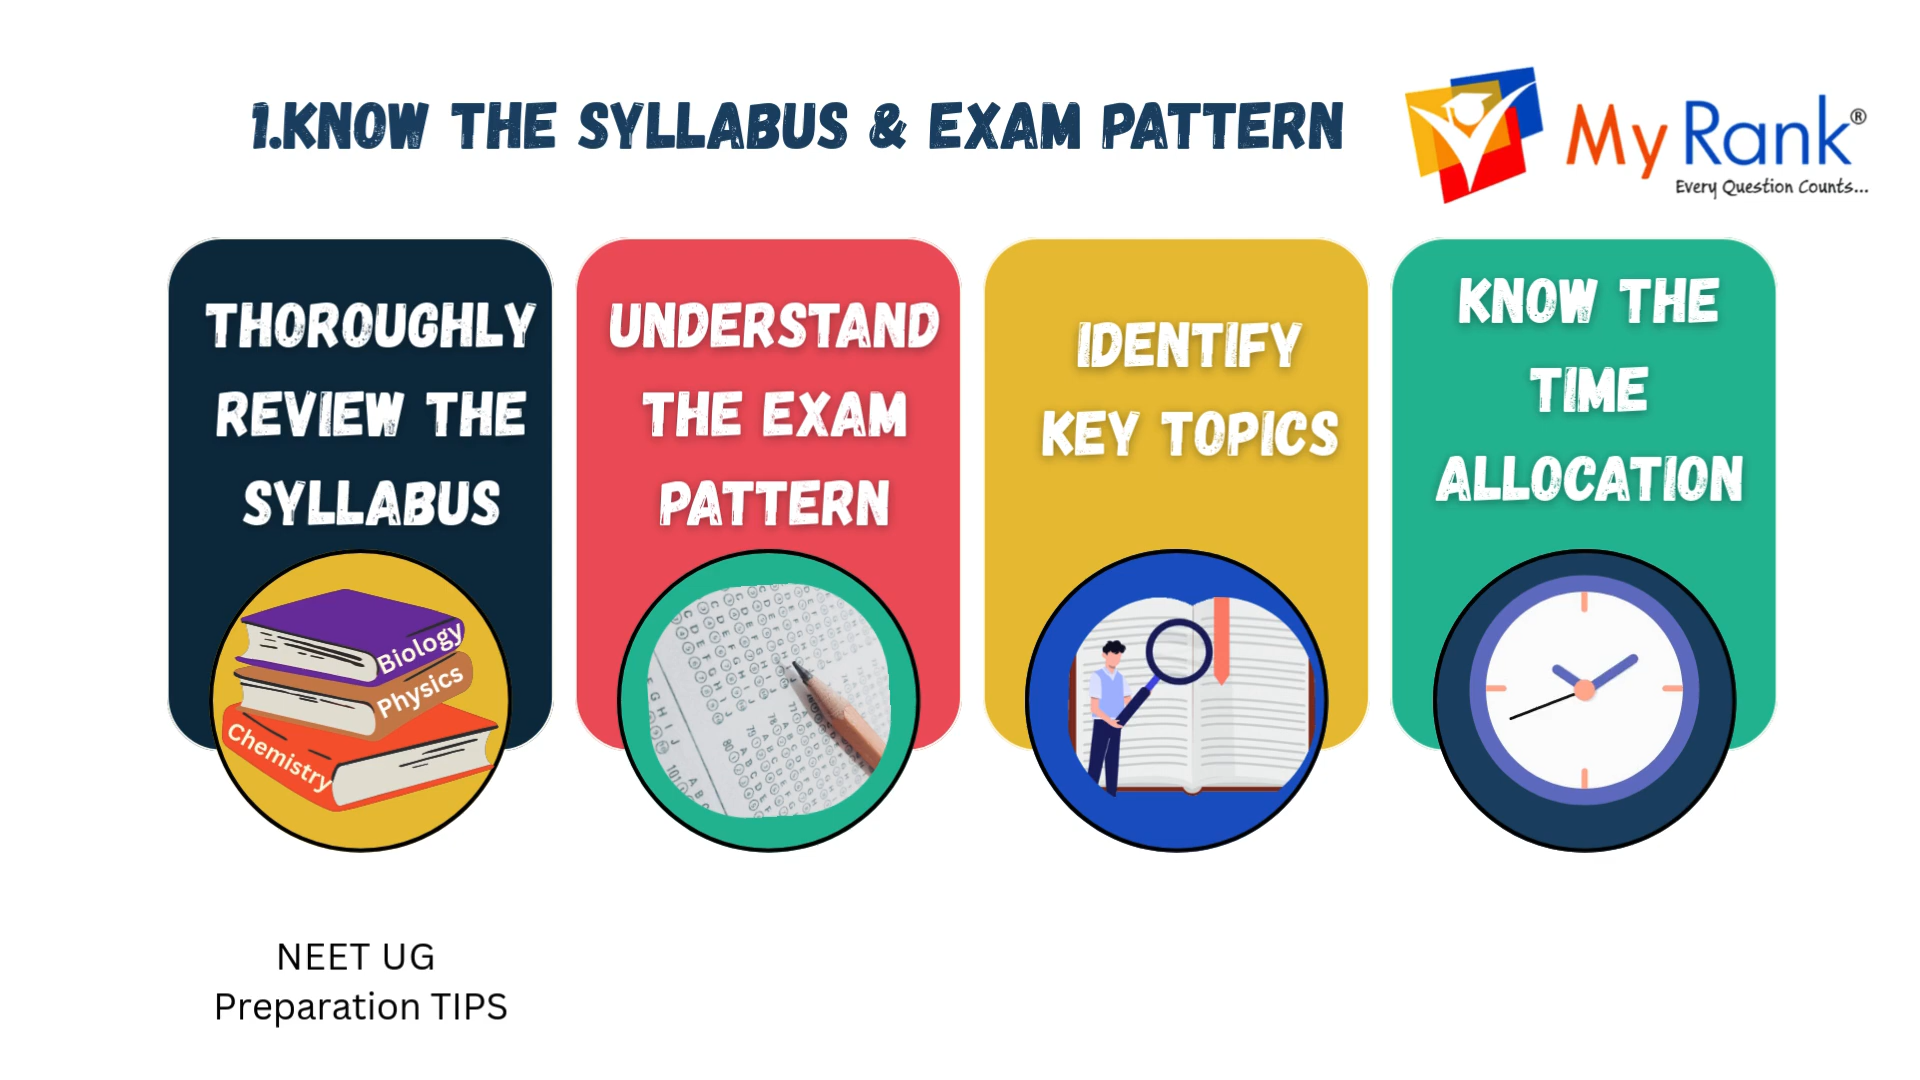 1.KNOW THE SYLLABUS & EXAM PATTERN
My Rank®
Every Question Counts...
THOROUGHLY
REVIEW THE
SYLLABUS
UNDERSTAND
THE EXAM
PATTERN
IDENTIFY
KEY TOPICS
KNOW THE
TIME
ALLOCATION
Biology
Physics
Chemistry
NEET UG
Preparation TIPS